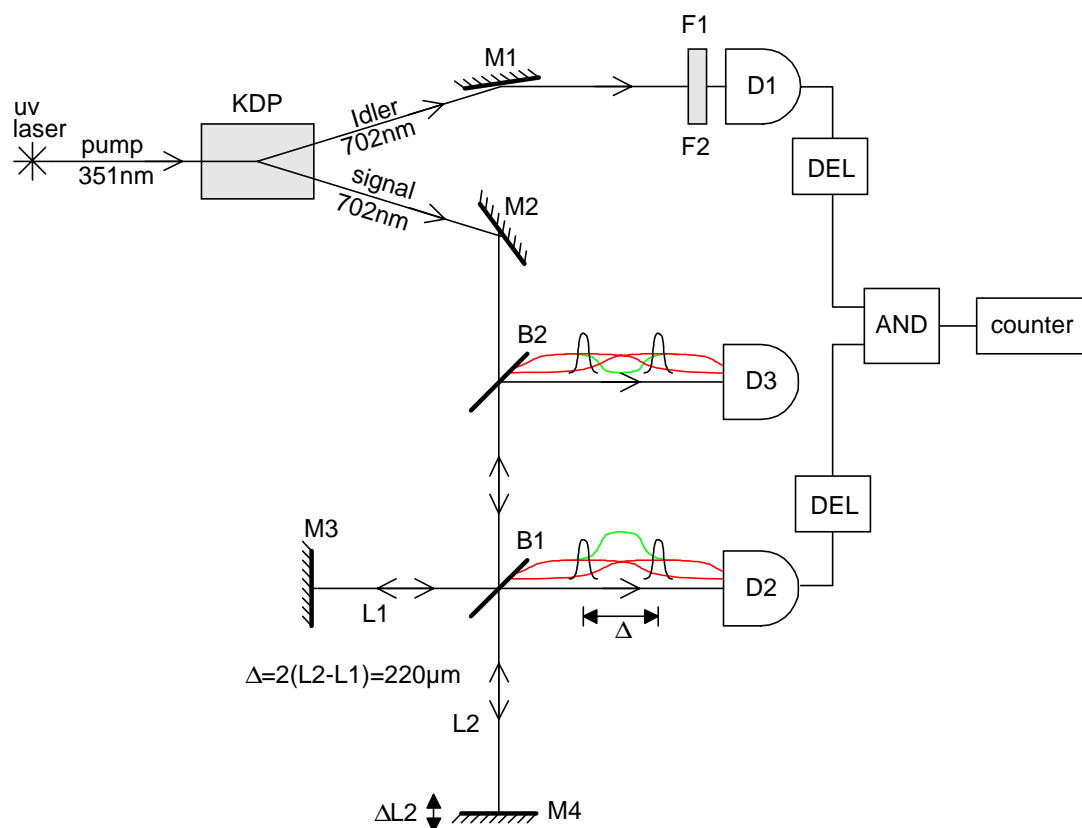 F1
M1
D1
KDP
uv
laser
Idler
702nm
pump
351nm
F2
DEL
signal
702nm
M2
B2
AND
counter
D3
M3
B1
DEL
D2
L1
Δ
Δ=2(L2-L1)=220µm
L2
ΔL2
M4